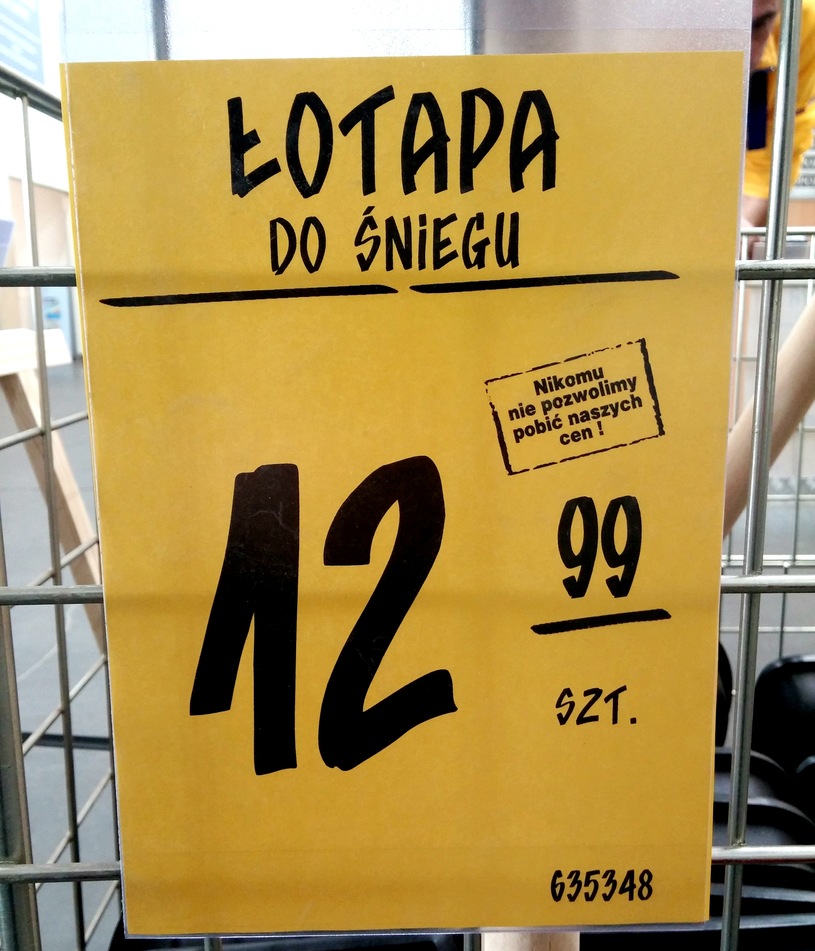 ŁOTAPA
DO ŚNIEGU
Nikomu
nie pozwolimy
pobić naszych
cen !
12 99
SZT.
635348